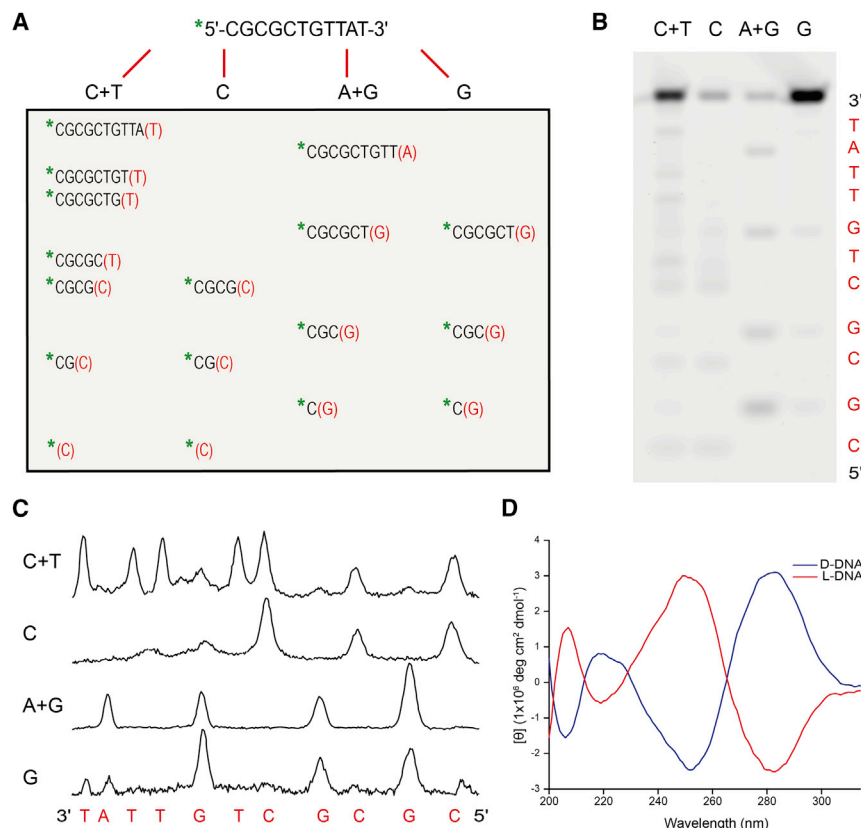 A
*5'-CGCGCTGTTAT-3'
C+T C A+G G
*CGCGCTGTTA(T)
*CGCGCTGTT(A)
*CGCGCTGT(T)
*CGCGCTG(T)
*CGCGCT(G) *CGCGCT(G)
*CGCGC(T)
*CGCG(C) *CGCG(C)
*CGC(G) *CGC(G)
*CG(C) *CG(C)
*C(G) *C(G)
*(C) *(C)
B
C+T C A+G G
3'
T
A
T
T
G
T
C
G
C
G
C
5'
C
C+T
C
A+G
G
3' T A T T G T C G C G C 5'
D
[θ] (1x10⁶ deg cm² dmol⁻¹)
4
3
2
1
0
-1
-2
-3
D-DNA
L-DNA
200 220 240 260 280 300
Wavelength (nm)